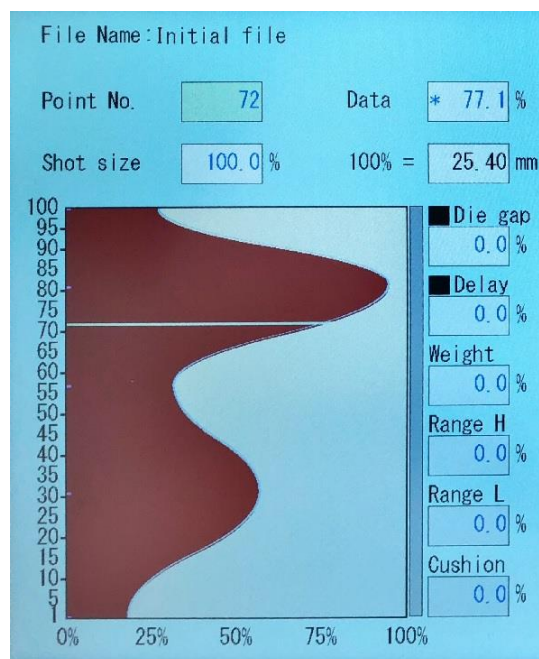 File Name:Initial file
Point No. 72 Data * 77.1 %
Shot size 100.0 % 100% = 25.40 mm
100
95
90
85
80
75
70
65
60
55
50
45
40
35
30
25
20
15
10
5
1
0% 25% 50% 75% 100%
Die gap
0.0 %
Delay
0.0 %
Weight
0.0 %
Range H
0.0 %
Range L
0.0 %
Cushion
0.0 %